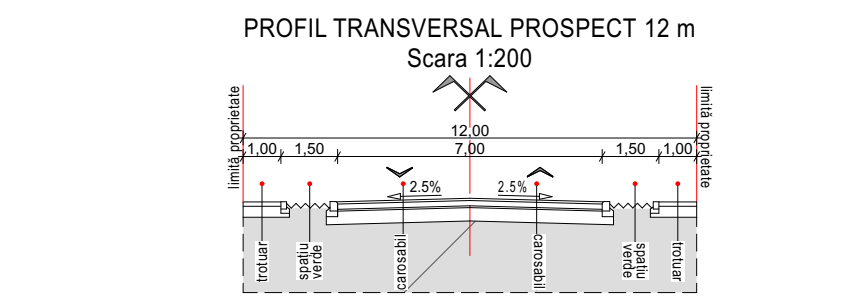 PROFIL TRANSVERSAL PROSPECT 12 m
Scara 1:200
limită proprietate
limită proprietate
12,00
1,00 1,50 7,00 1,50 1,00
2.5% 2.5%
trotuar
spațiu
verde
carosabil
carosabil
spațiu
verde
trotuar